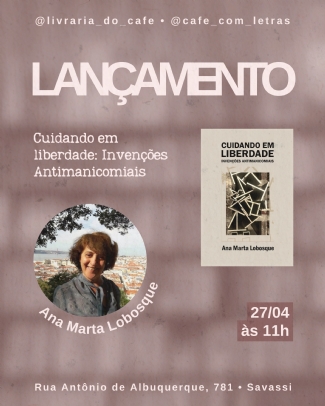 @livraria_do_cafe • @cafe_com_letras
LANÇAMENTO
Cuidando em
liberdade: Invenções
Antimanicomiais
CUIDANDO EM
LIBERDADE
INVENÇÕES ANTIMANICOMIAIS
Ana Marta Lobosque
Ana Marta Lobosque
27/04
às 11h
Rua Antônio de Albuquerque, 781 • Savassi